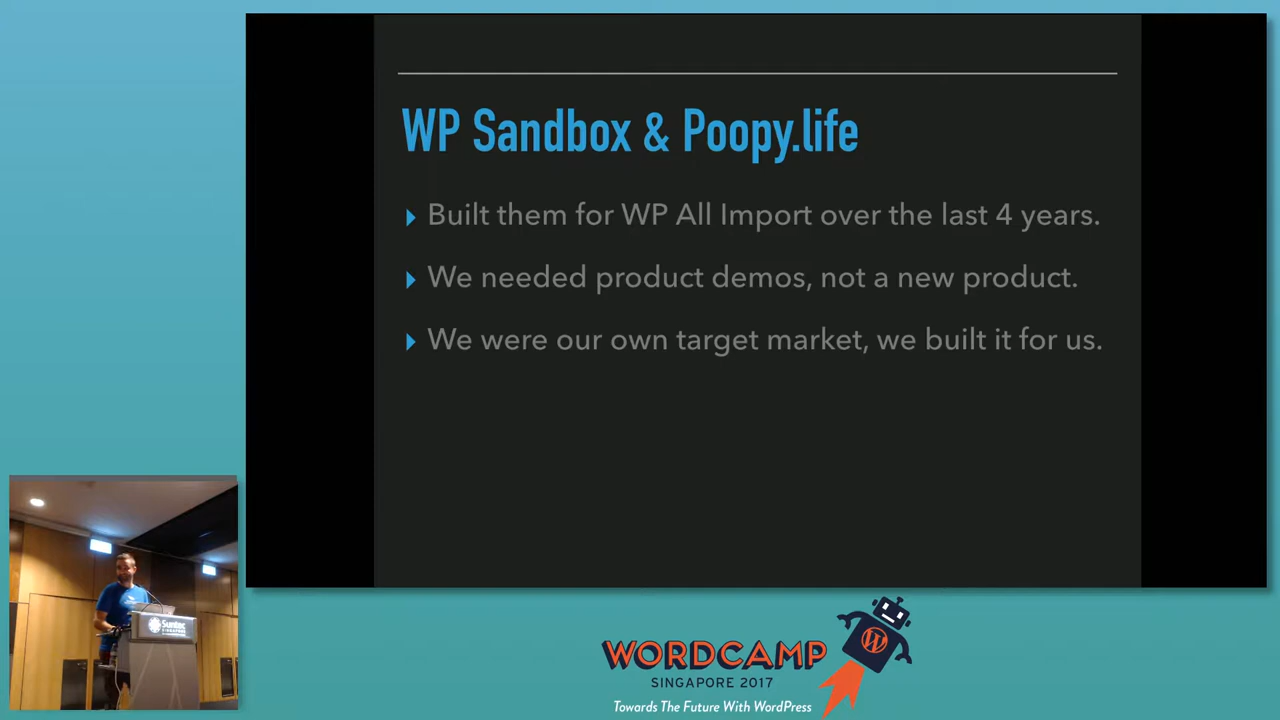 WP Sandbox & Poopy.life
Built them for WP All Import over the last 4 years.
We needed product demos, not a new product.
We were our own target market, we built it for us.
Suntec
SINGAPORE
WORDCAMP
SINGAPORE 2017
Towards The Future With WordPress